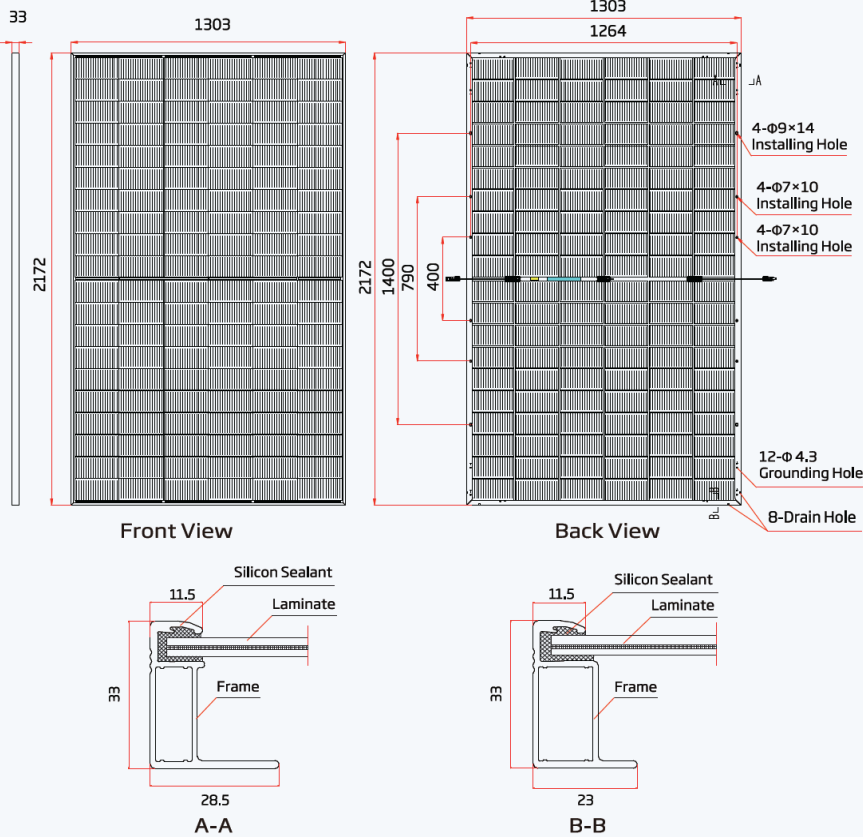 33
1303
2172
Front View
1303
1264
2172
1400
790
400
A
A
4-Φ9×14
Installing Hole
4-Φ7×10
Installing Hole
4-Φ7×10
Installing Hole
12-Φ 4.3
Grounding Hole
8-Drain Hole
B
B
Back View
11.5
Silicon Sealant
Laminate
Frame
33
28.5
A-A
11.5
Silicon Sealant
Laminate
Frame
33
23
B-B